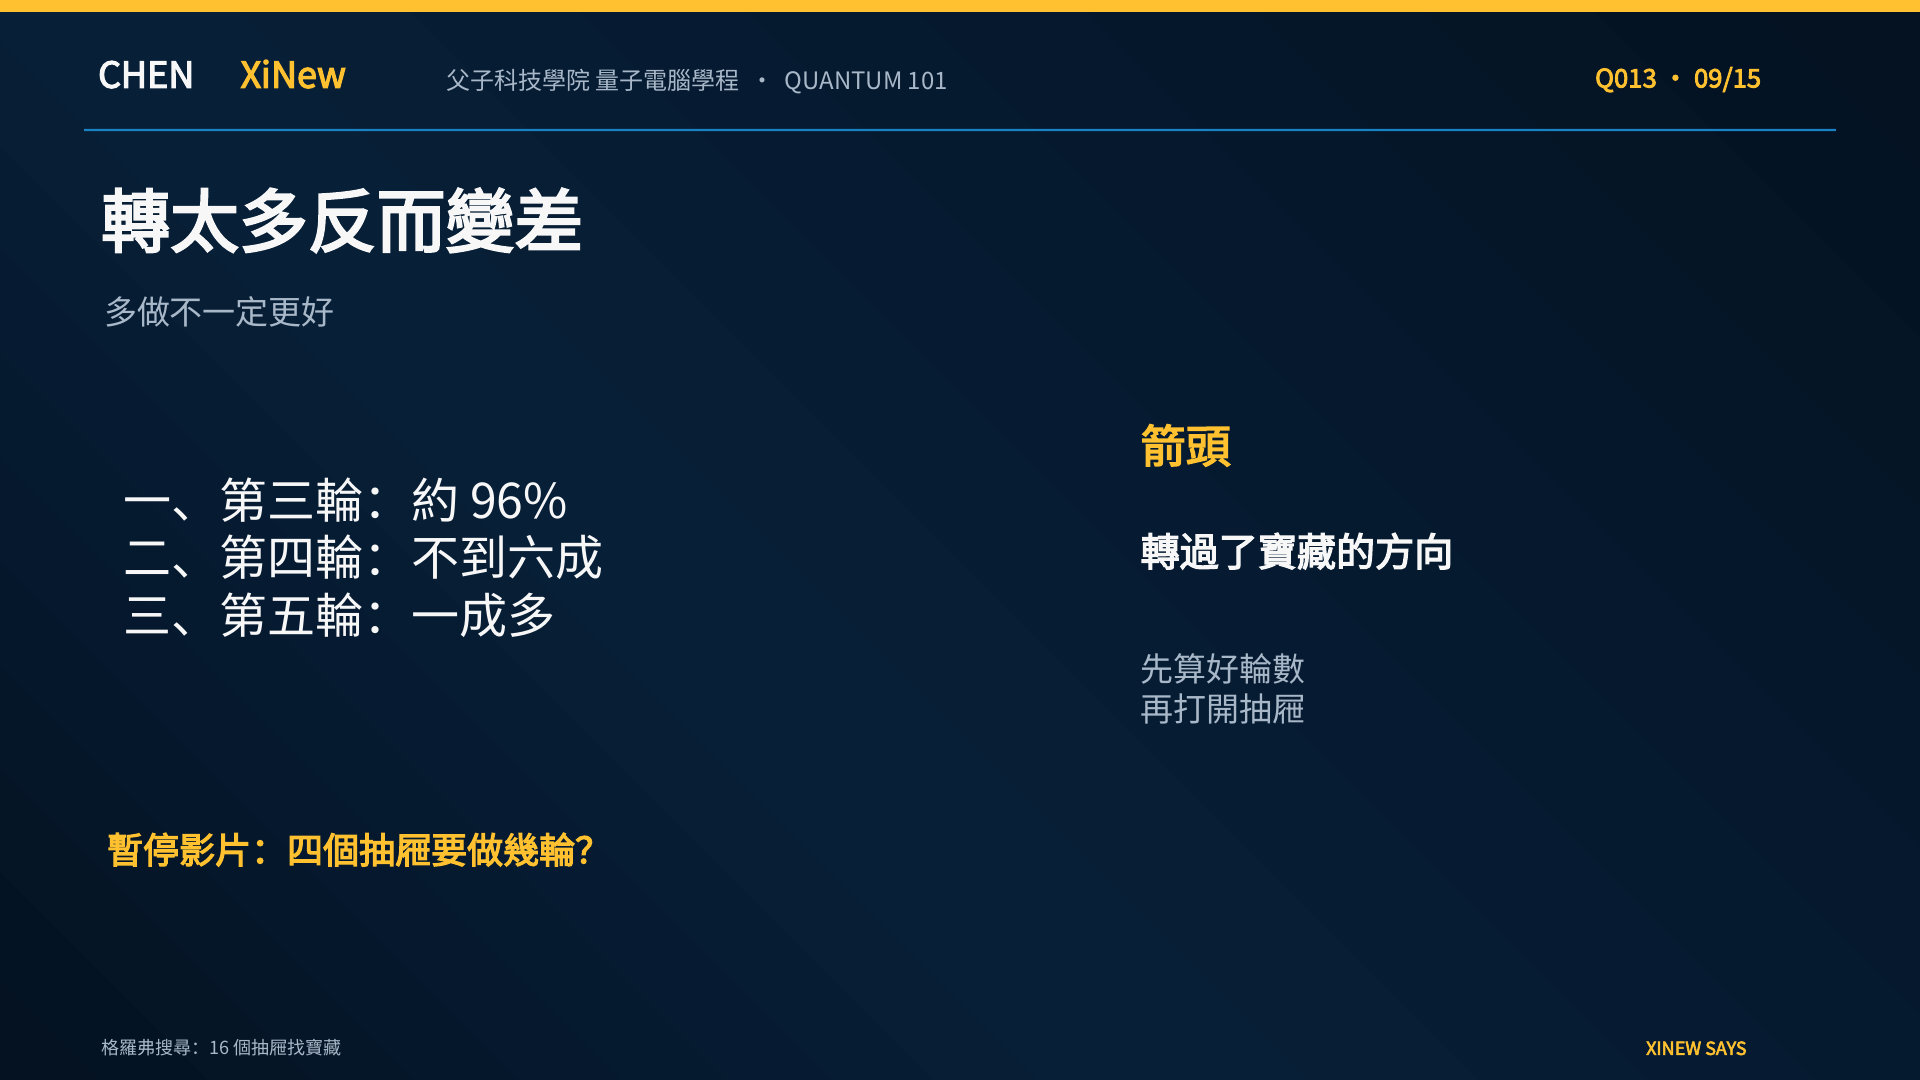 CHEN XiNew 父子科技學院 量子電腦學程 • QUANTUM 101 Q013 • 09/15
轉太多反而變差
多做不一定更好
一、第三輪：約 96%
二、第四輪：不到六成
三、第五輪：一成多
箭頭
轉過了寶藏的方向
先算好輪數
再打開抽屜
暫停影片：四個抽屜要做幾輪？
格羅弗搜尋：16 個抽屜找寶藏
XINEW SAYS